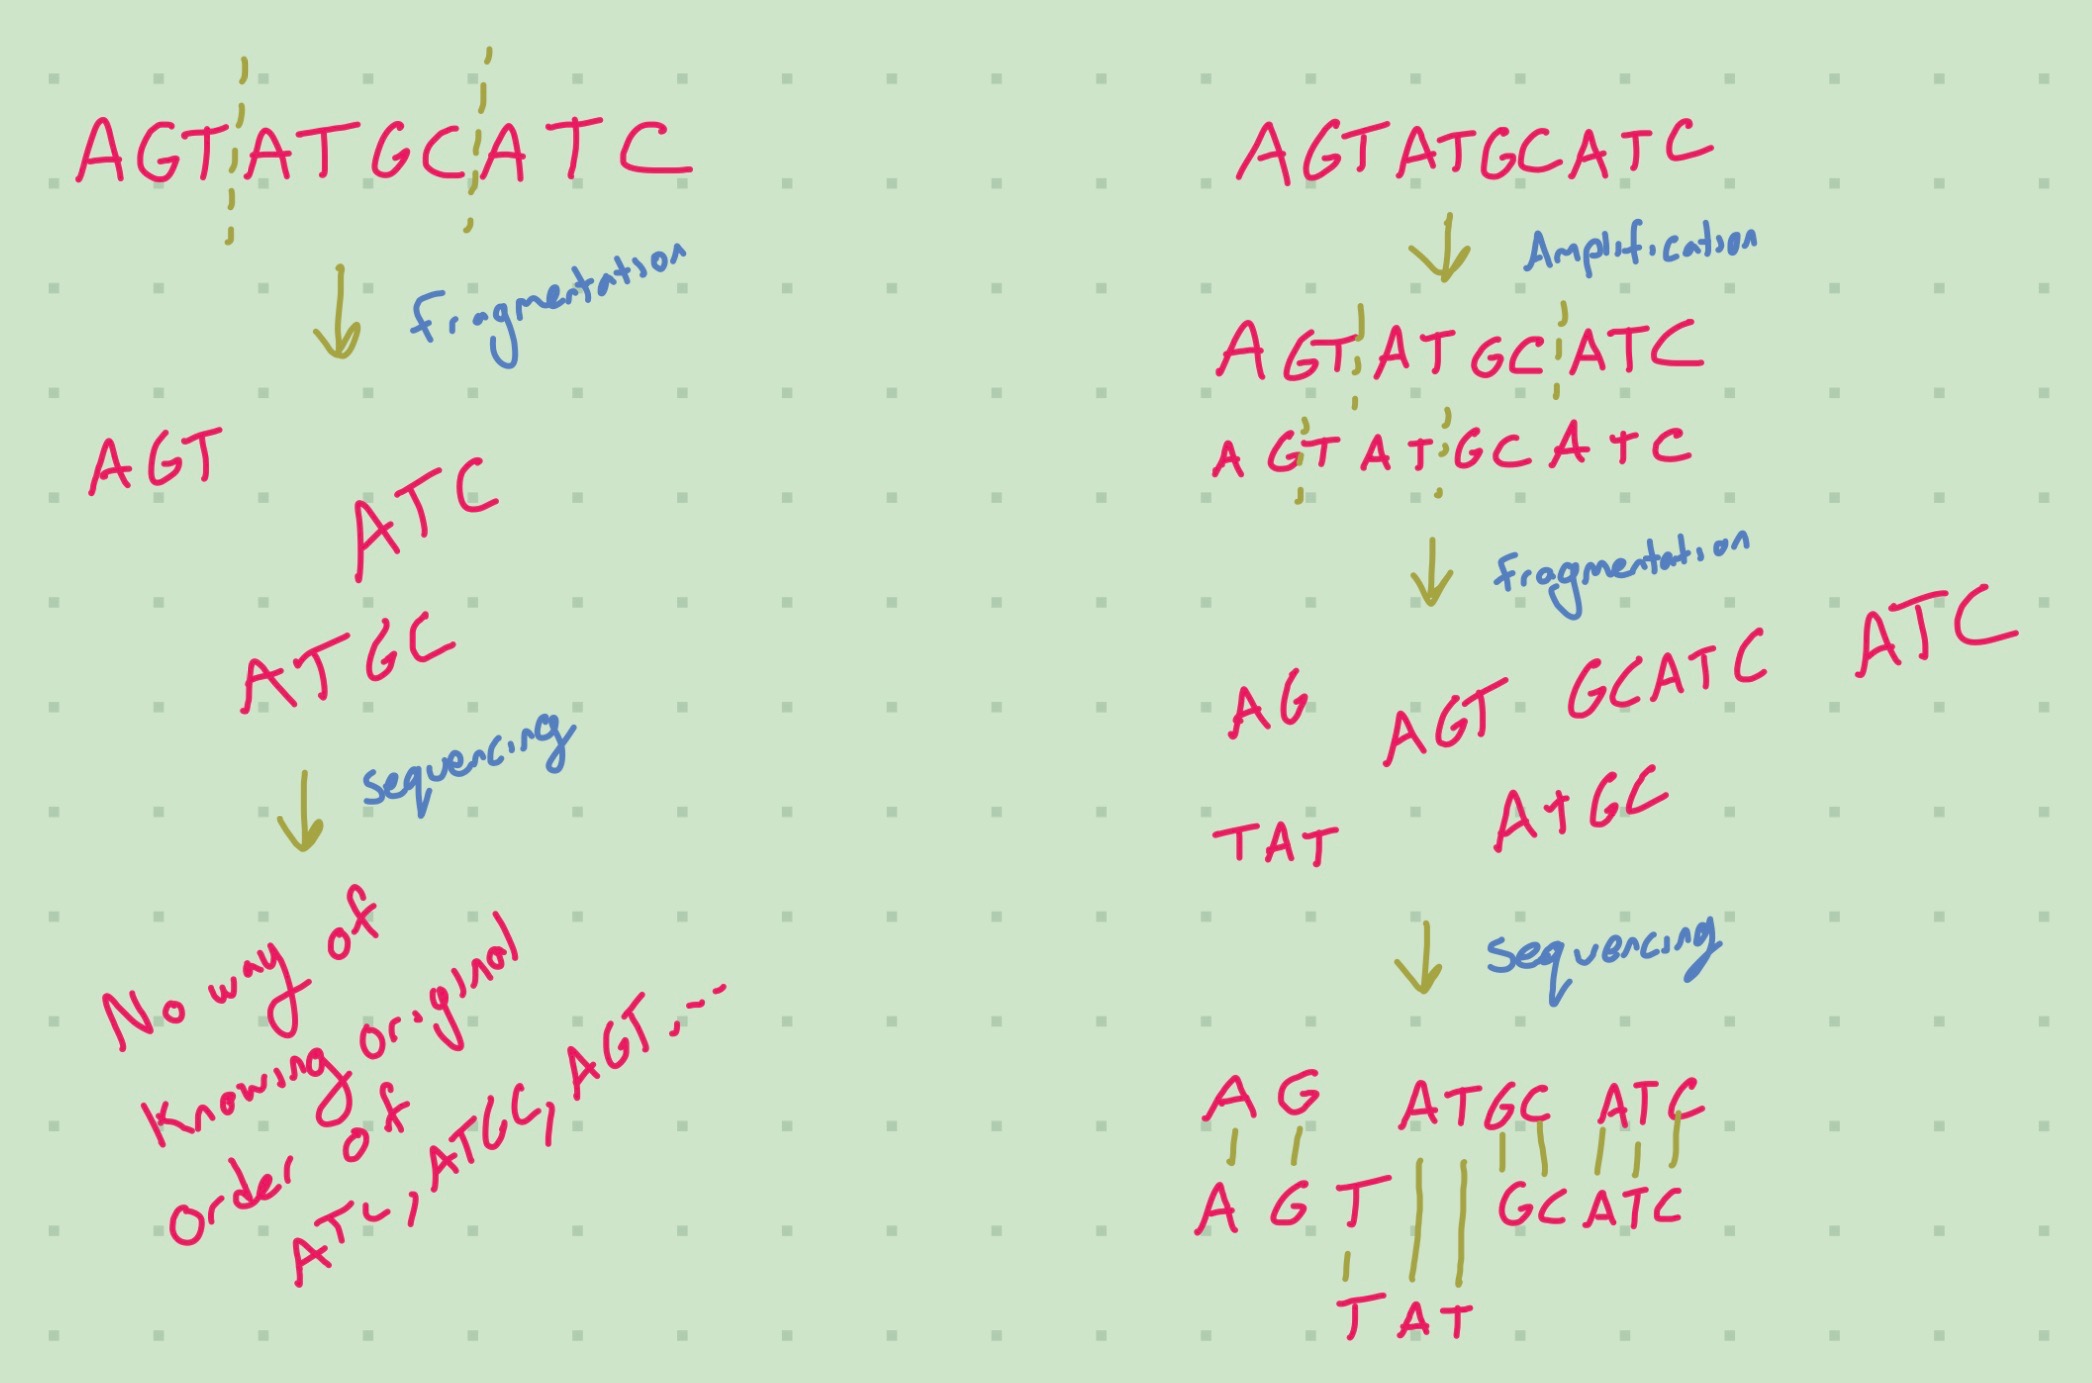 AGTATGCATC
Fragmentation
AGT
ATC
ATGC
Sequencing
No way of
Knowing original
order of
ATC, ATGC, AGT...
AGTATGCATC
Amplification
AGTATGCATC
AGTATGCATC
Fragmentation
AG AGT GCATC ATC
TAT ATGC
Sequencing
AG ATGC ATC
AGT GCATC
TAT